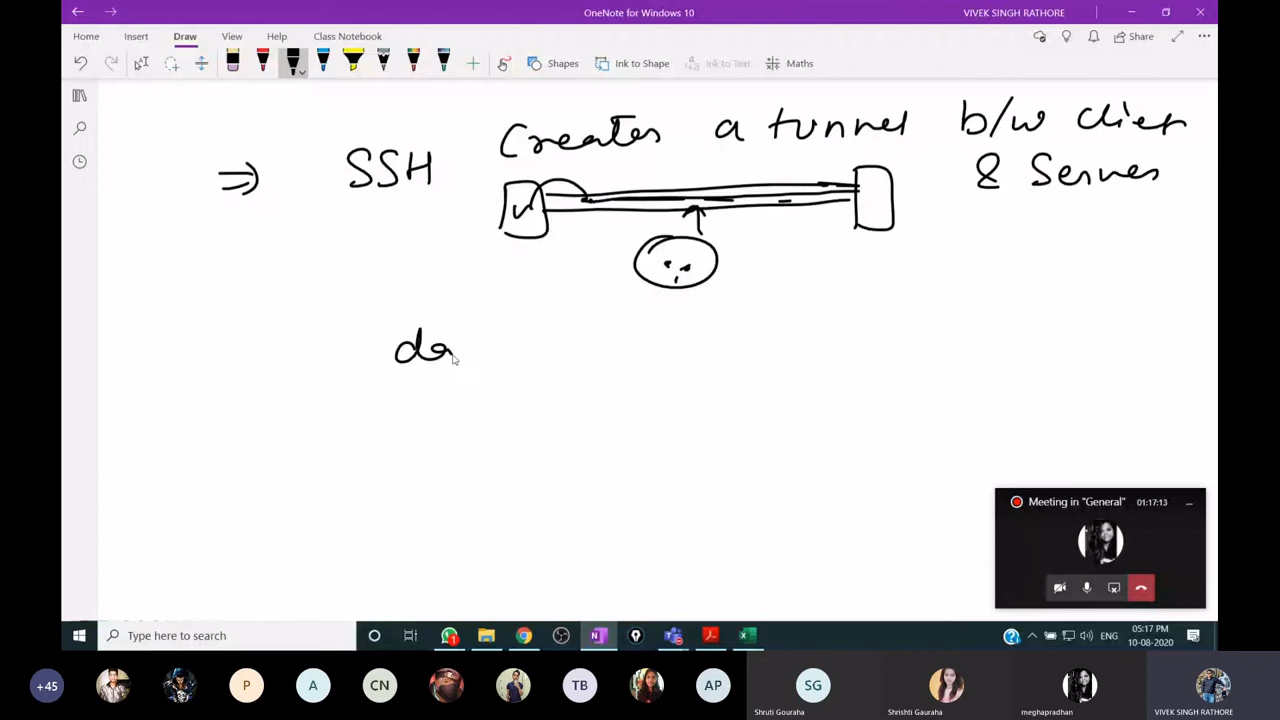 OneNote for Windows 10
VIVEK SINGH RATHORE
Home Insert Draw View Help Class Notebook
Share
Shapes Ink to Shape Ink to Text Maths
⇒ SSH Creates a tunnel b/w client
& Server
da
Meeting in "General" 01:17:13
Type here to search
1
ENG
05:17 PM
10-08-2020
+45 P A CN TB AP SG
Shruti Gouraha Shrishti Gauraha meghapradhan VIVEK SINGH RATHORE